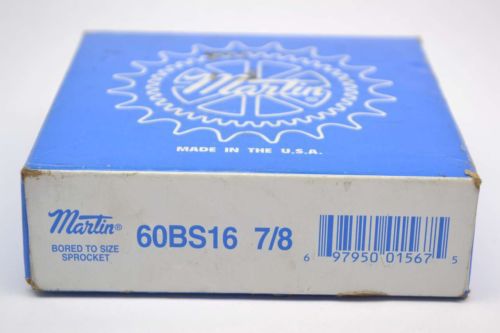 Martin
MADE IN THE U.S.A.
Martin®
BORED TO SIZE
SPROCKET
60BS16 7/8
6 97950 01567 5